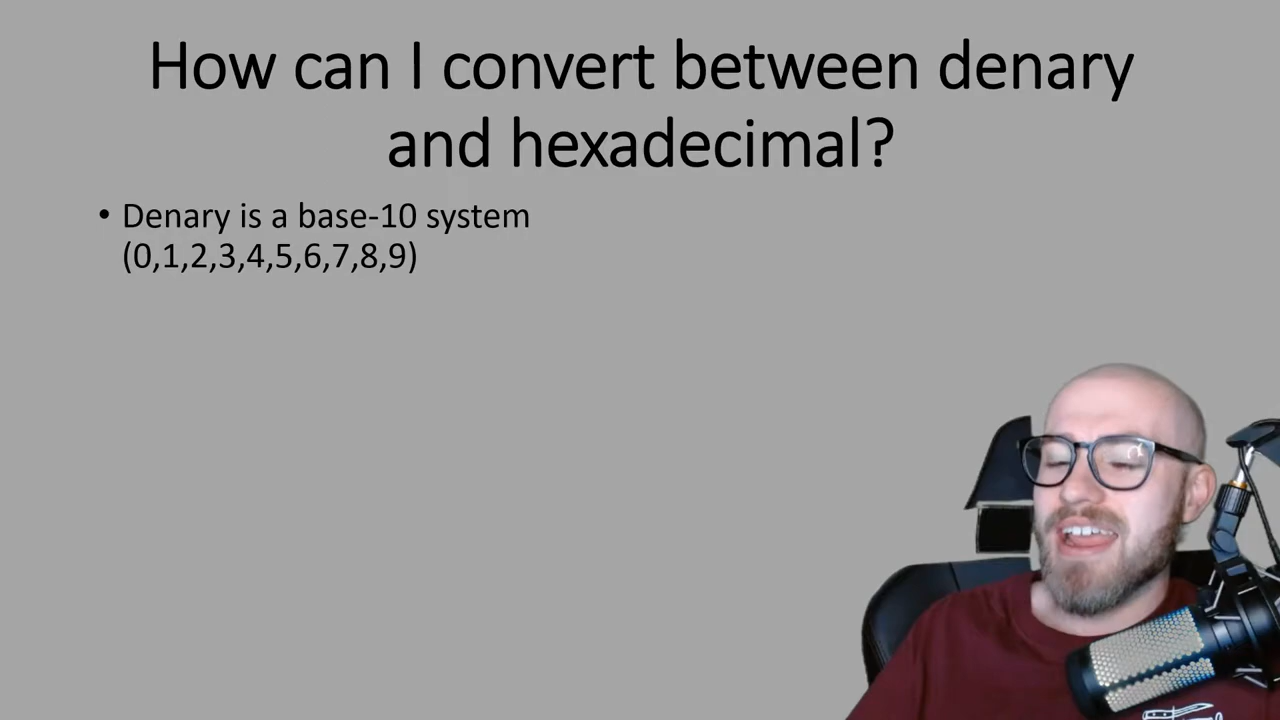 How can I convert between denary
and hexadecimal?
• Denary is a base-10 system
(0,1,2,3,4,5,6,7,8,9)